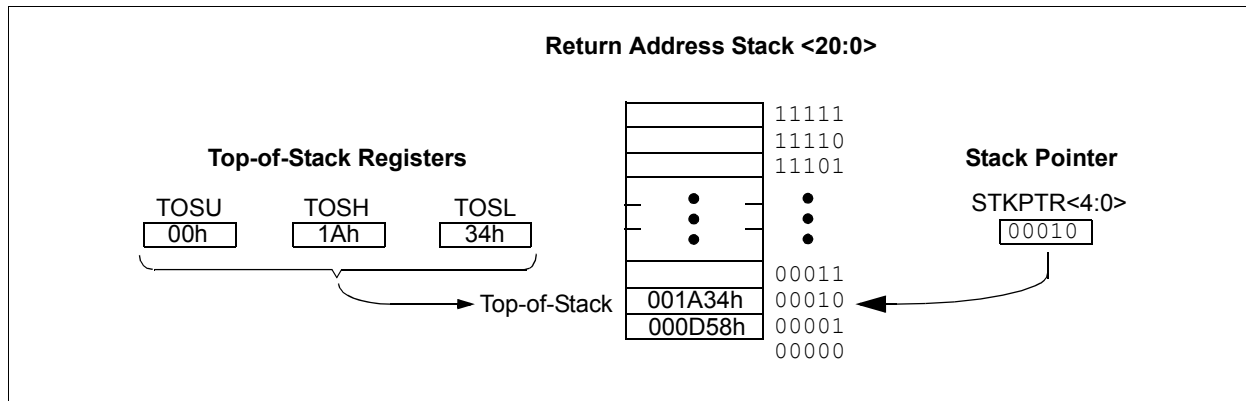 Return Address Stack <20:0>
11111
11110
11101
Top-of-Stack Registers
Stack Pointer
TOSU TOSH TOSL
STKPTR<4:0>
00h 1Ah 34h
00010
00011
Top-of-Stack 001A34h 00010
000D58h 00001
00000